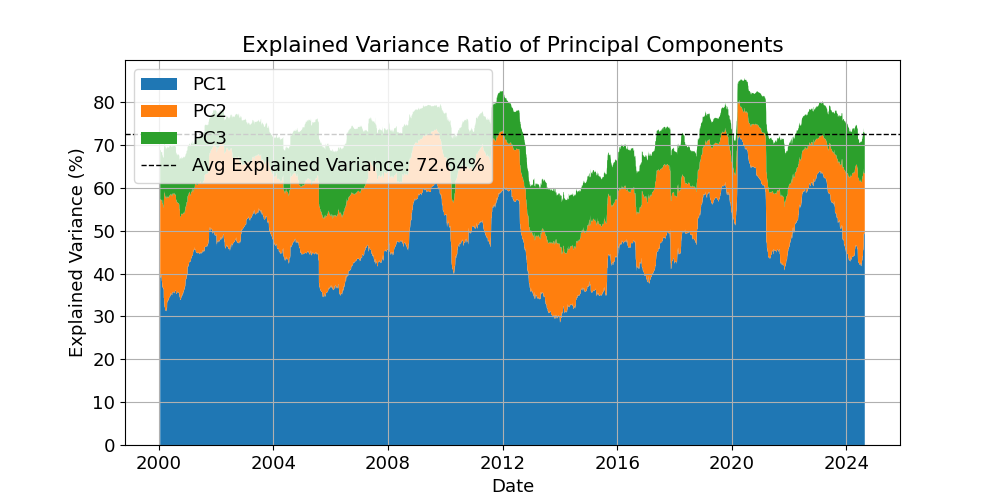 Explained Variance Ratio of Principal Components
PC1
PC2
PC3
Avg Explained Variance: 72.64%
Explained Variance (%)
80
70
60
50
40
30
20
10
0
2000 2004 2008 2012 2016 2020 2024
Date